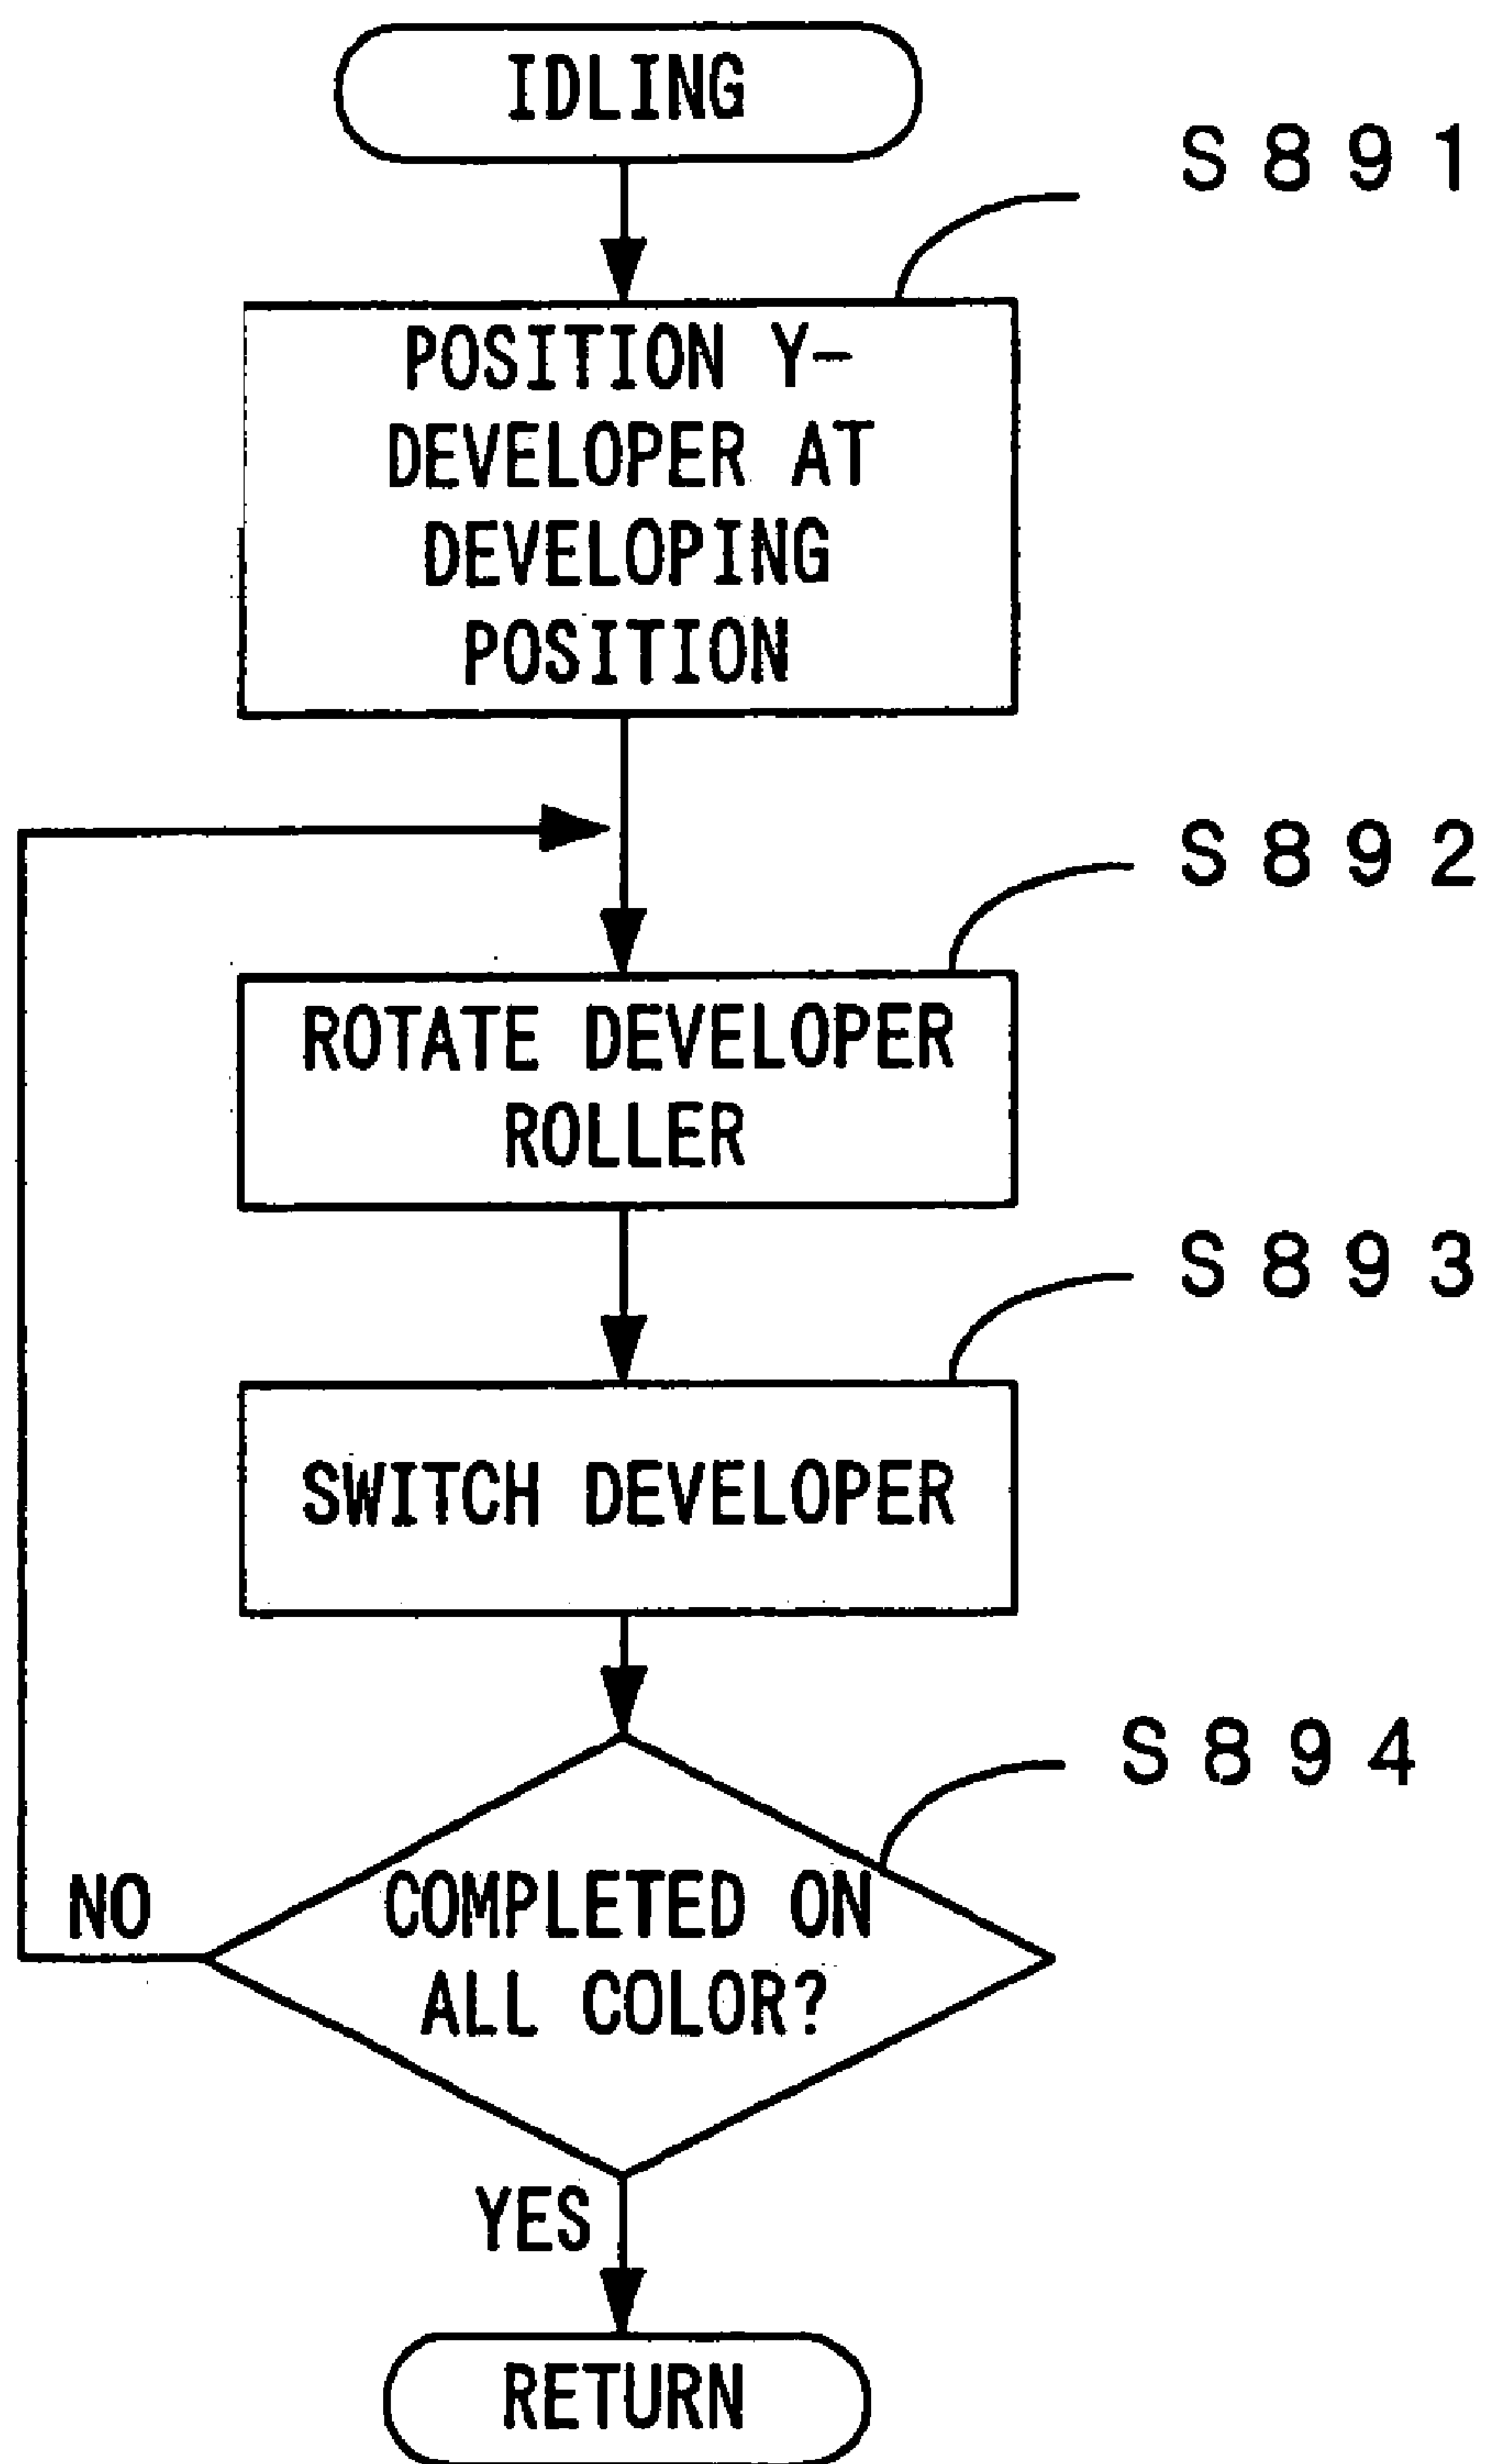 IDLING
S891
POSITION Y-
DEVELOPER AT
DEVELOPING
POSITION
S892
ROTATE DEVELOPER
ROLLER
S893
SWITCH DEVELOPER
S894
NO
COMPLETED ON
ALL COLOR?
YES
RETURN